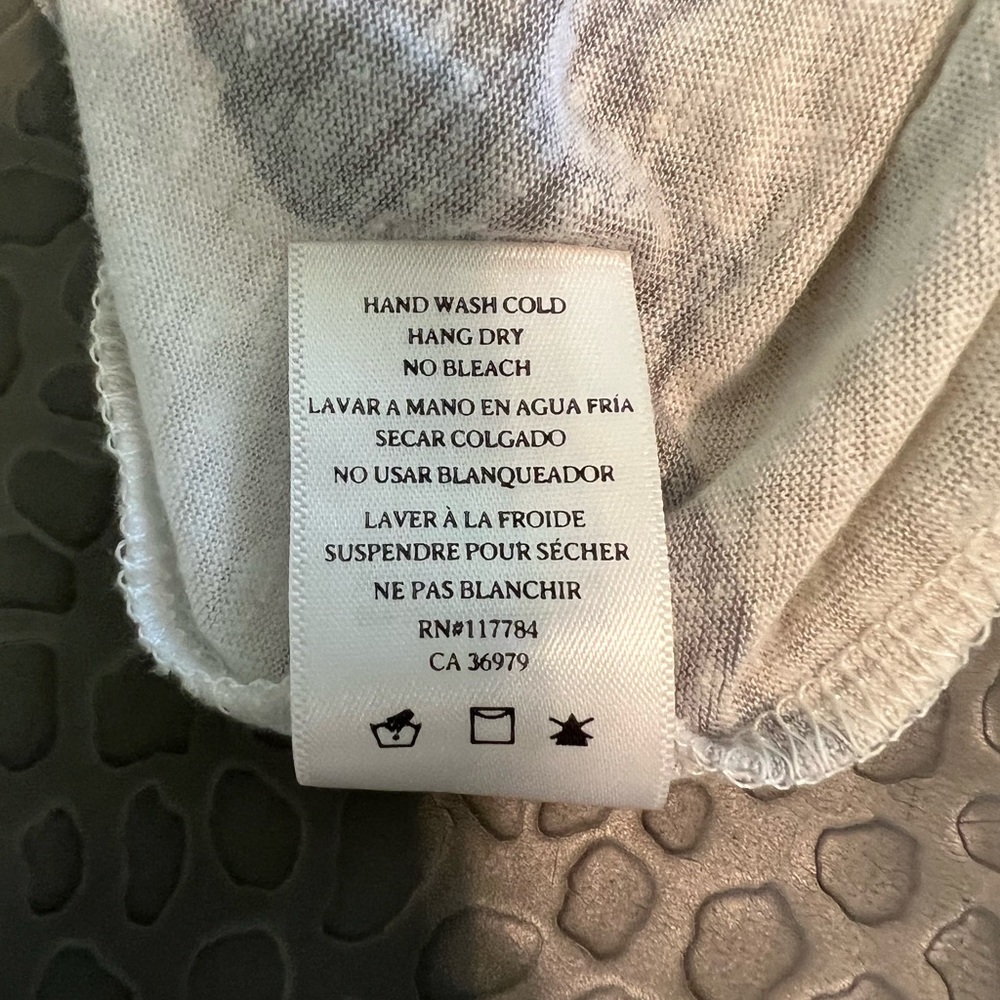 HAND WASH COLD
HANG DRY
NO BLEACH
LAVAR A MANO EN AGUA FRÍA
SECAR COLGADO
NO USAR BLANQUEADOR
LAVER À LA FROIDE
SUSPENDRE POUR SÉCHER
NE PAS BLANCHIR
RN#117784
CA 36979